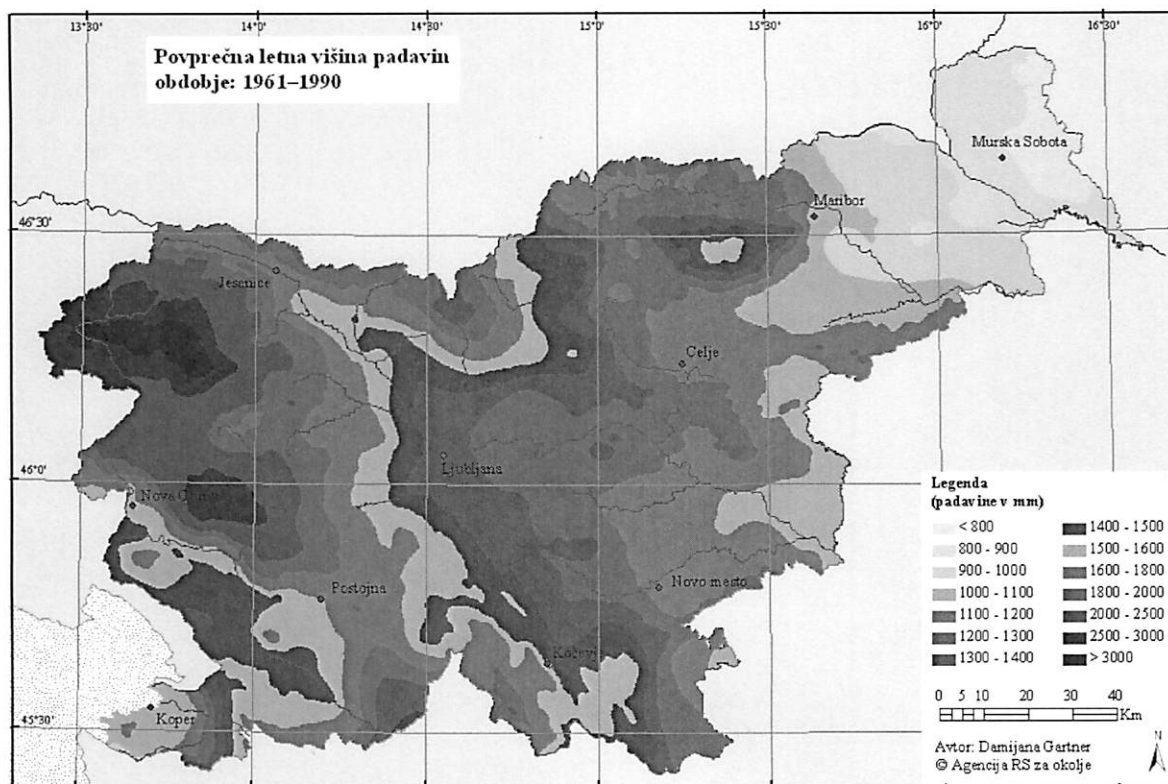 13°30'
14°0'
14°30'
15°0'
15°30'
16°0'
16°30'
Povprečna letna višina padavin
obdobje: 1961–1990
Murska Sobota
Maribor
46°30'
46°30'
Jesenice
Celje
Ljubljana
46°0'
Nova
Postojna
Novo mesto
Koper
45°30'
Legenda
(padavine v mm)
< 800
800 - 900
900 - 1000
1000 - 1100
1100 - 1200
1200 - 1300
1300 - 1400
1400 - 1500
1500 - 1600
1600 - 1800
1800 - 2000
2000 - 2500
2500 - 3000
> 3000
0 5 10 20 30 40
Km
Avtor: Damijana Gartner
© Agencija RS za okolje
N